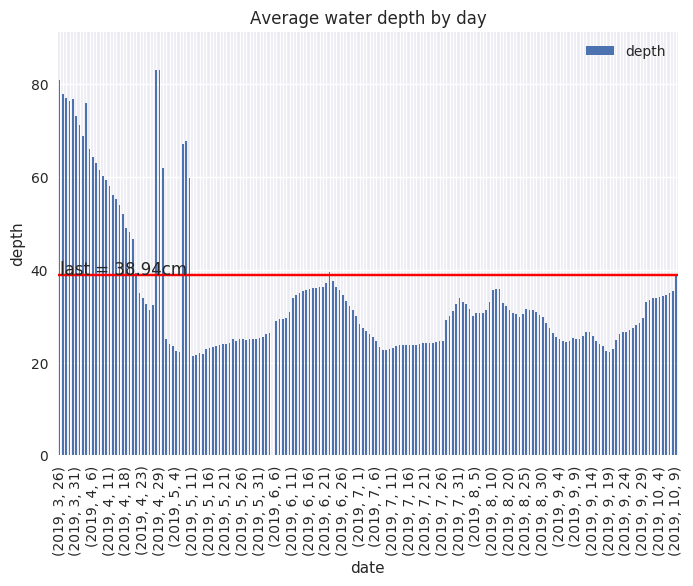 Average water depth by day
depth
80
60
40
20
0
depth
last = 38.94cm
(2019, 3, 26)
(2019, 3, 31)
(2019, 4, 6)
(2019, 4, 11)
(2019, 4, 18)
(2019, 4, 23)
(2019, 4, 29)
(2019, 5, 4)
(2019, 5, 11)
(2019, 5, 16)
(2019, 5, 21)
(2019, 5, 26)
(2019, 5, 31)
(2019, 6, 6)
(2019, 6, 11)
(2019, 6, 16)
(2019, 6, 21)
(2019, 6, 26)
(2019, 7, 1)
(2019, 7, 6)
(2019, 7, 11)
(2019, 7, 16)
(2019, 7, 21)
(2019, 7, 26)
(2019, 7, 31)
(2019, 8, 5)
(2019, 8, 10)
(2019, 8, 20)
(2019, 8, 25)
(2019, 8, 30)
(2019, 9, 4)
(2019, 9, 9)
(2019, 9, 14)
(2019, 9, 19)
(2019, 9, 24)
(2019, 9, 29)
(2019, 10, 4)
(2019, 10, 9)
date